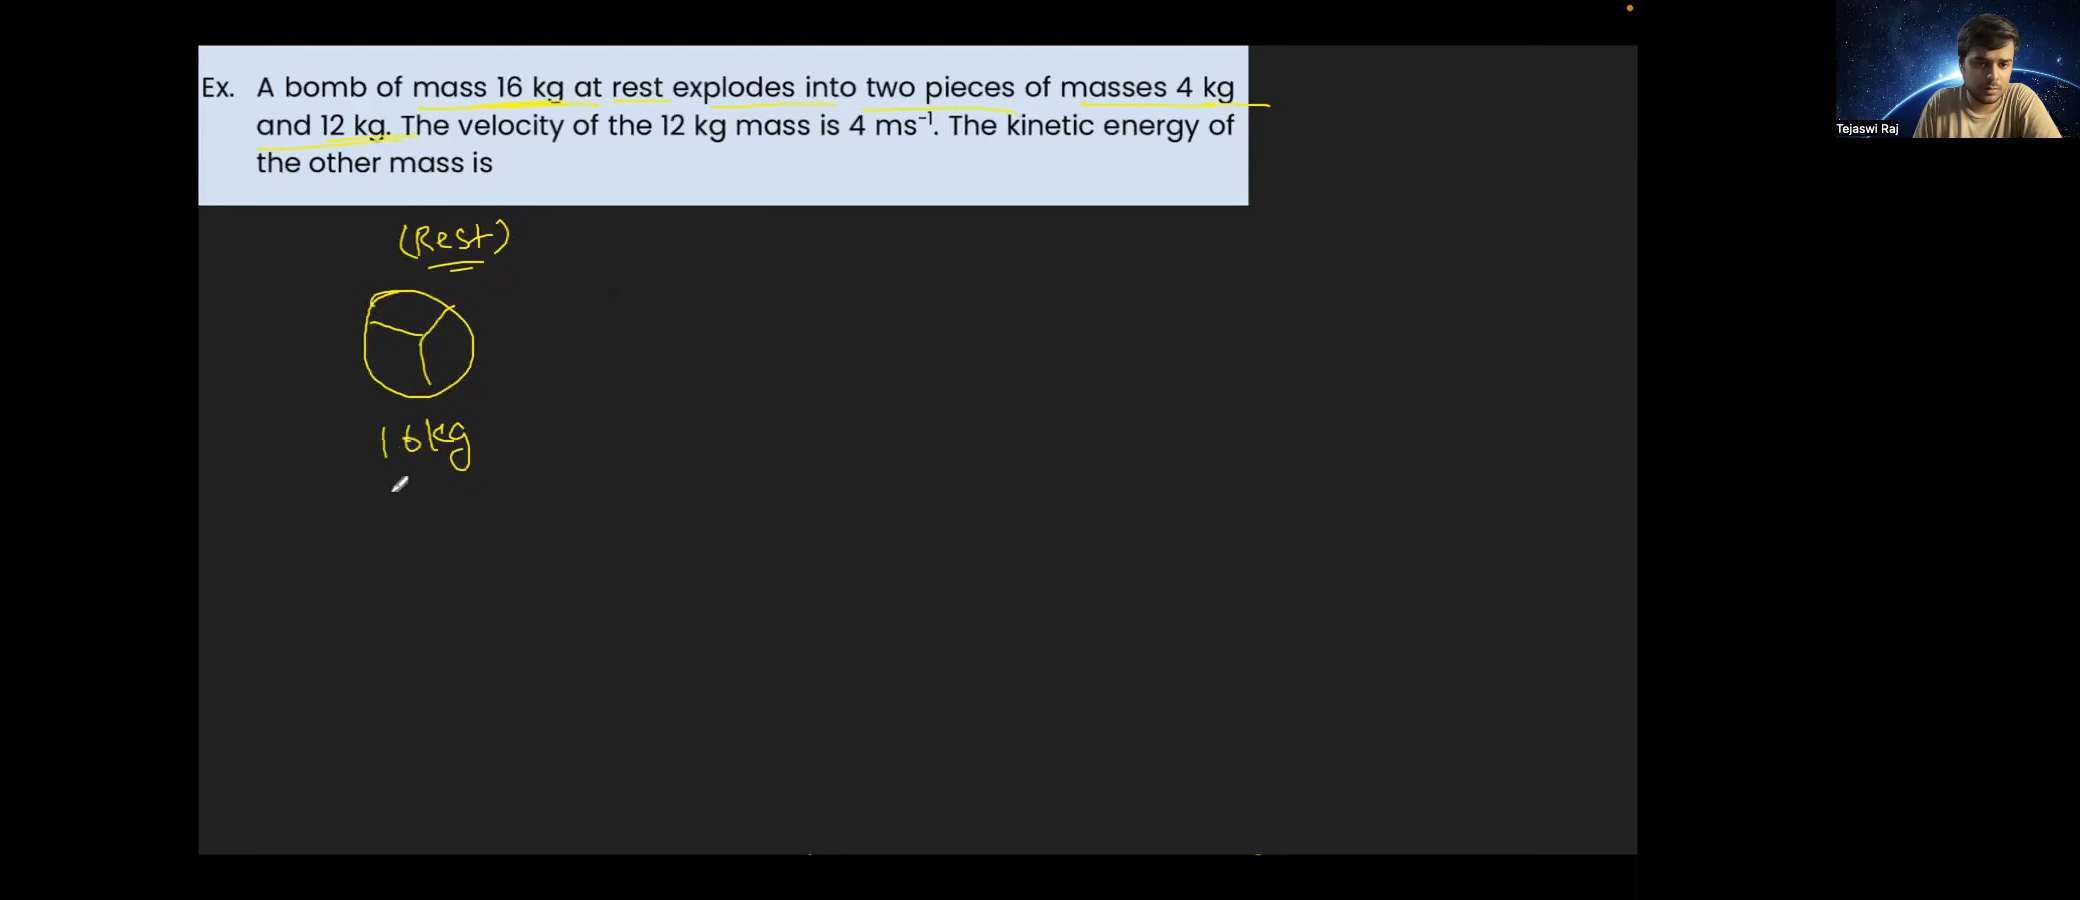 Ex. A bomb of mass 16 kg at rest explodes into two pieces of masses 4 kg
and 12 kg. The velocity of the 12 kg mass is 4 ms⁻¹. The kinetic energy of
the other mass is
(Rest)
16kg
Tejaswi Raj